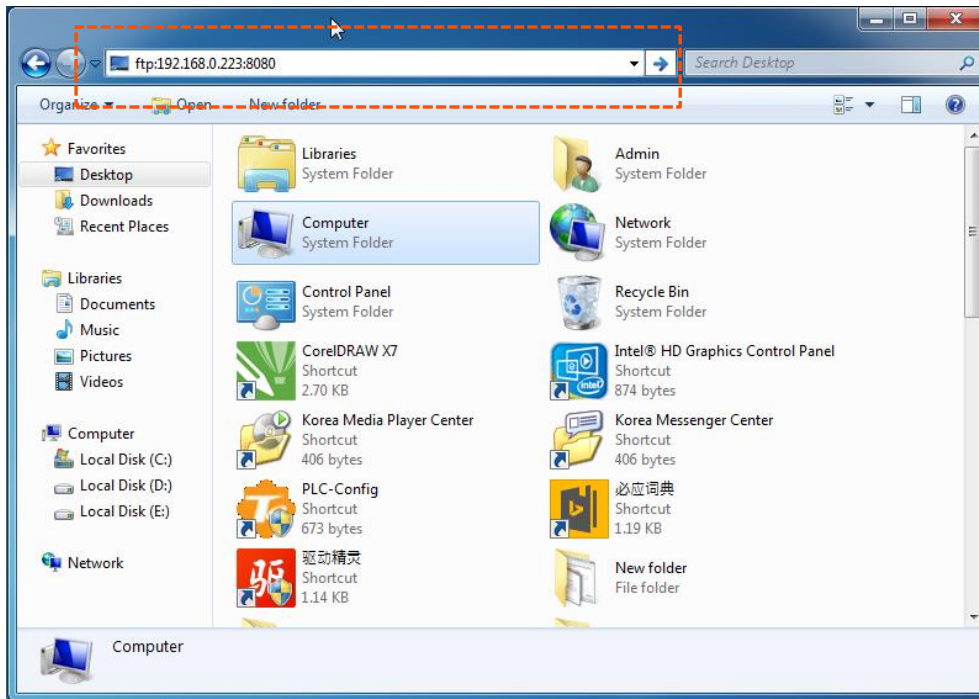 ftp:192.168.0.223:8080
Search Desktop
Organize
Open
New folder
Favorites
Desktop
Downloads
Recent Places
Libraries
Documents
Music
Pictures
Videos
Computer
Local Disk (C:)
Local Disk (D:)
Local Disk (E:)
Network
Libraries
System Folder
Admin
System Folder
Computer
System Folder
Network
System Folder
Control Panel
System Folder
Recycle Bin
System Folder
CorelDRAW X7
Shortcut
2.70 KB
Intel® HD Graphics Control Panel
Shortcut
874 bytes
intel
Korea Media Player Center
Shortcut
406 bytes
Korea Messenger Center
Shortcut
406 bytes
PLC-Config
Shortcut
673 bytes
必应词典
Shortcut
1.19 KB
驱
驱动精灵
Shortcut
1.14 KB
New folder
File folder
Computer